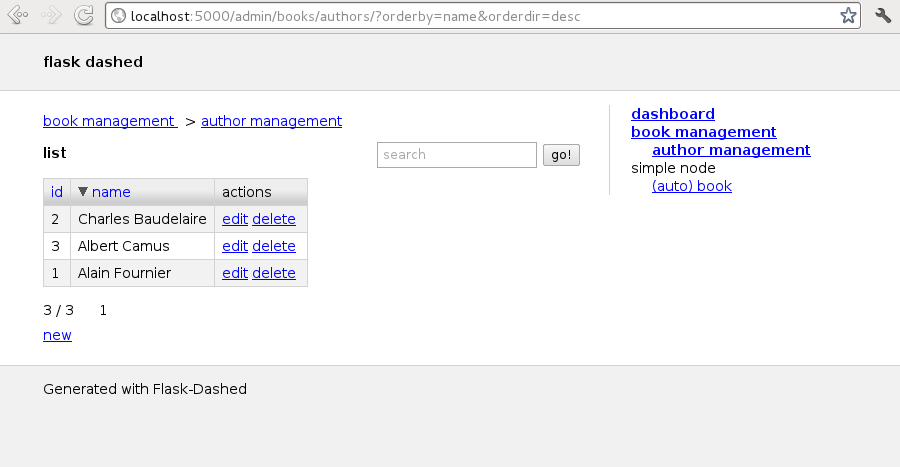 localhost:5000/admin/books/authors/?orderby=name&orderdir=desc
flask dashed
book management > author management
list
search
go!
id ▼ name actions
2 Charles Baudelaire edit delete
3 Albert Camus edit delete
1 Alain Fournier edit delete
3 / 3 1
new
dashboard
book management
author management
simple node
(auto) book
Generated with Flask-Dashed